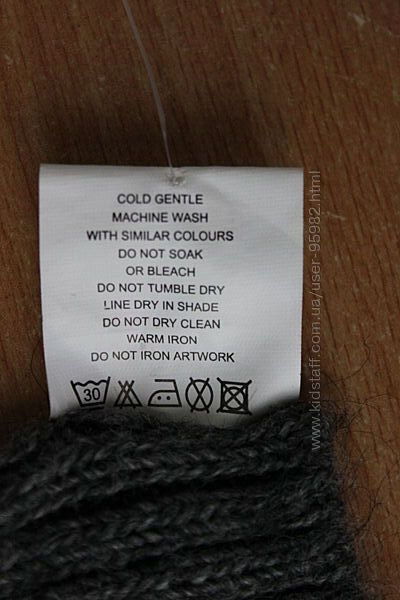 COLD GENTLE
MACHINE WASH
WITH SIMILAR COLOURS
DO NOT SOAK
OR BLEACH
DO NOT TUMBLE DRY
LINE DRY IN SHADE
DO NOT DRY CLEAN
WARM IRON
DO NOT IRON ARTWORK
30
www.kidstaff.com.ua/user-95982.html